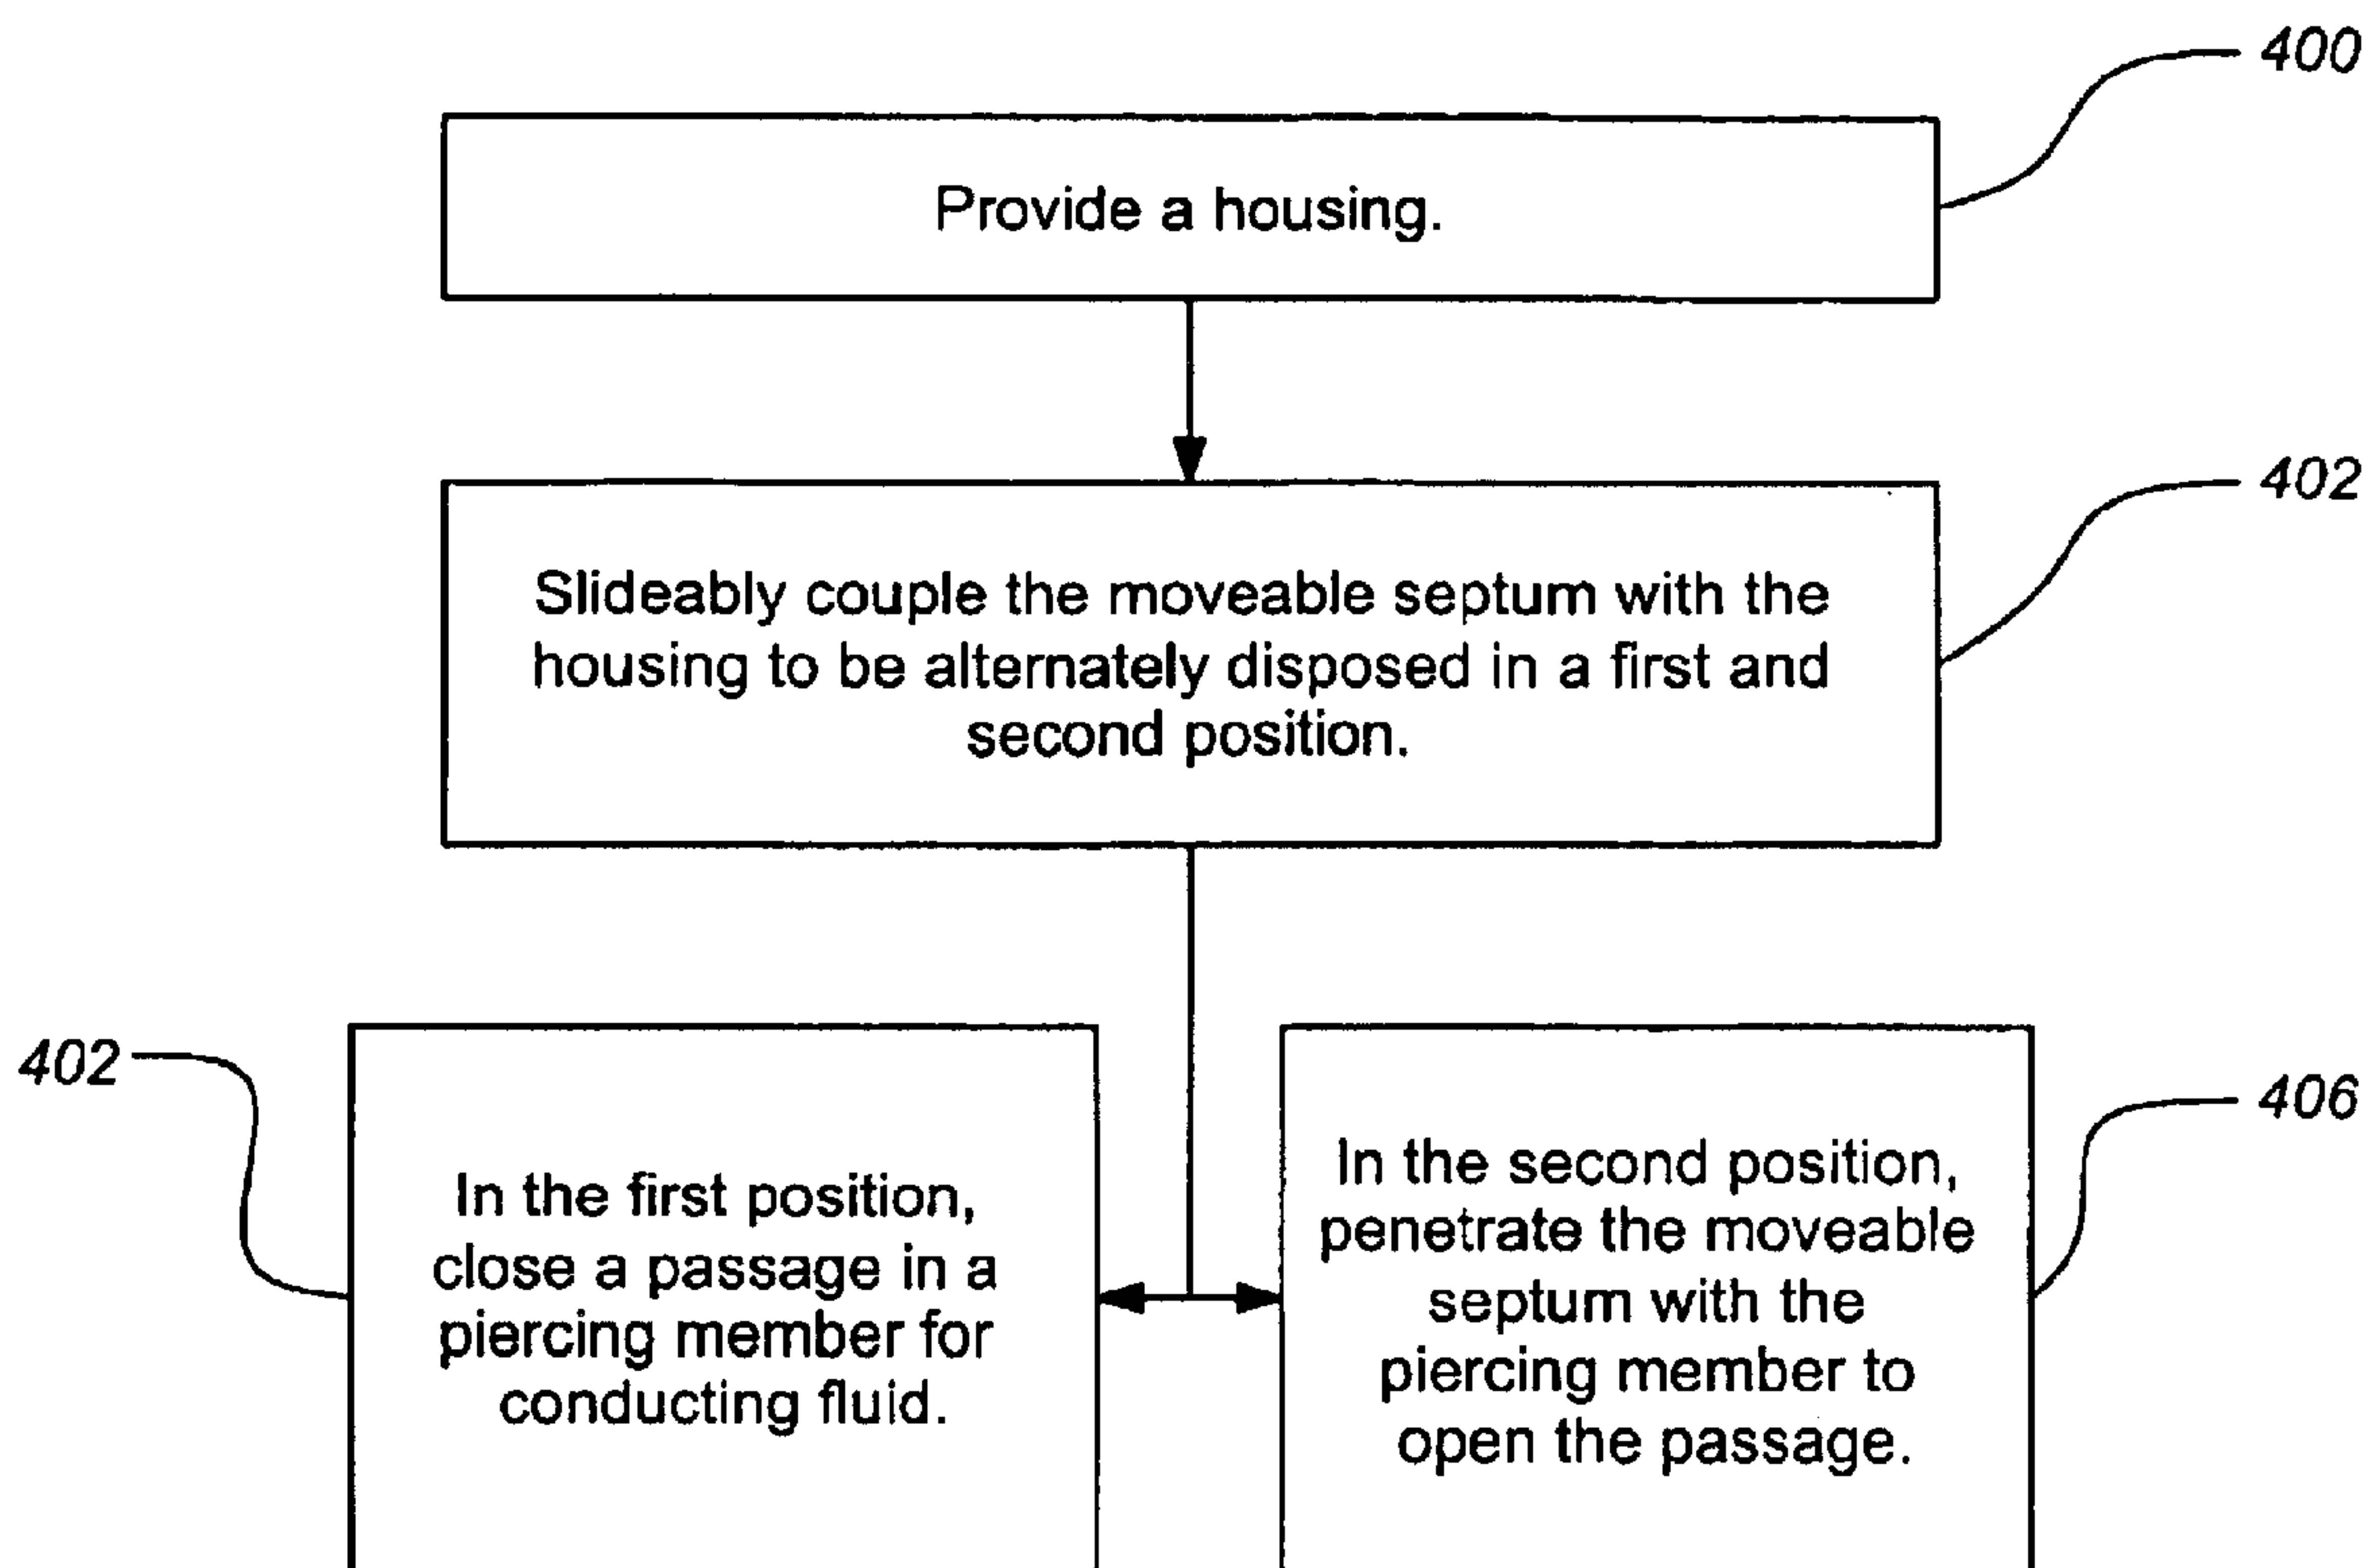 400
Provide a housing.
402
Slideably couple the moveable septum with the
housing to be alternately disposed in a first and
second position.
402
In the first position,
close a passage in a
piercing member for
conducting fluid.
406
In the second position,
penetrate the moveable
septum with the
piercing member to
open the passage.